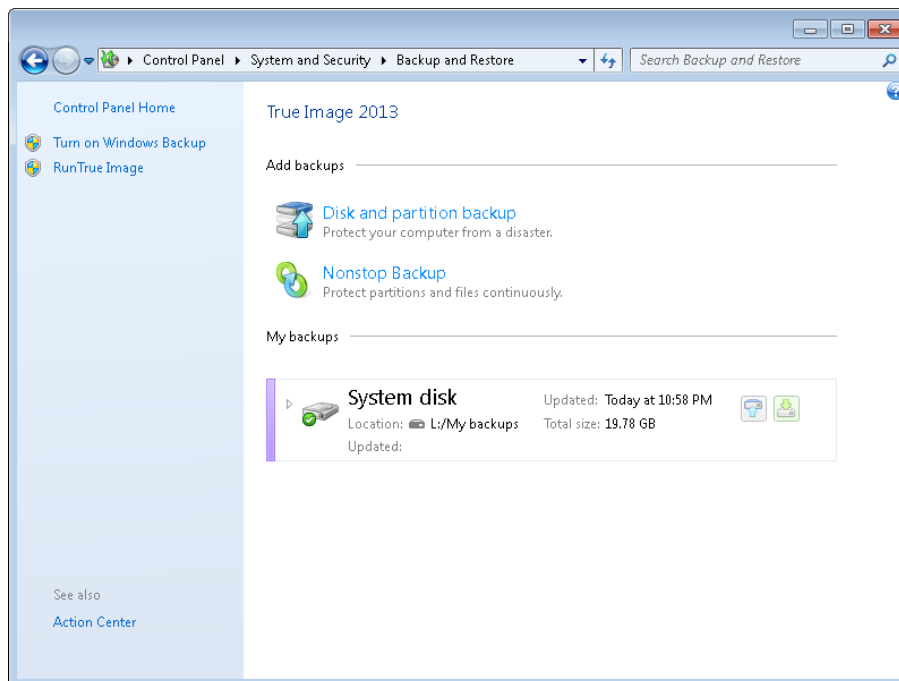 Control Panel System and Security Backup and Restore
Search Backup and Restore
Control Panel Home
Turn on Windows Backup
RunTrue Image
See also
Action Center
True Image 2013
Add backups
Disk and partition backup
Protect your computer from a disaster.
Nonstop Backup
Protect partitions and files continuously.
My backups
System disk
Location: L:/My backups
Updated:
Updated: Today at 10:58 PM
Total size: 19.78 GB